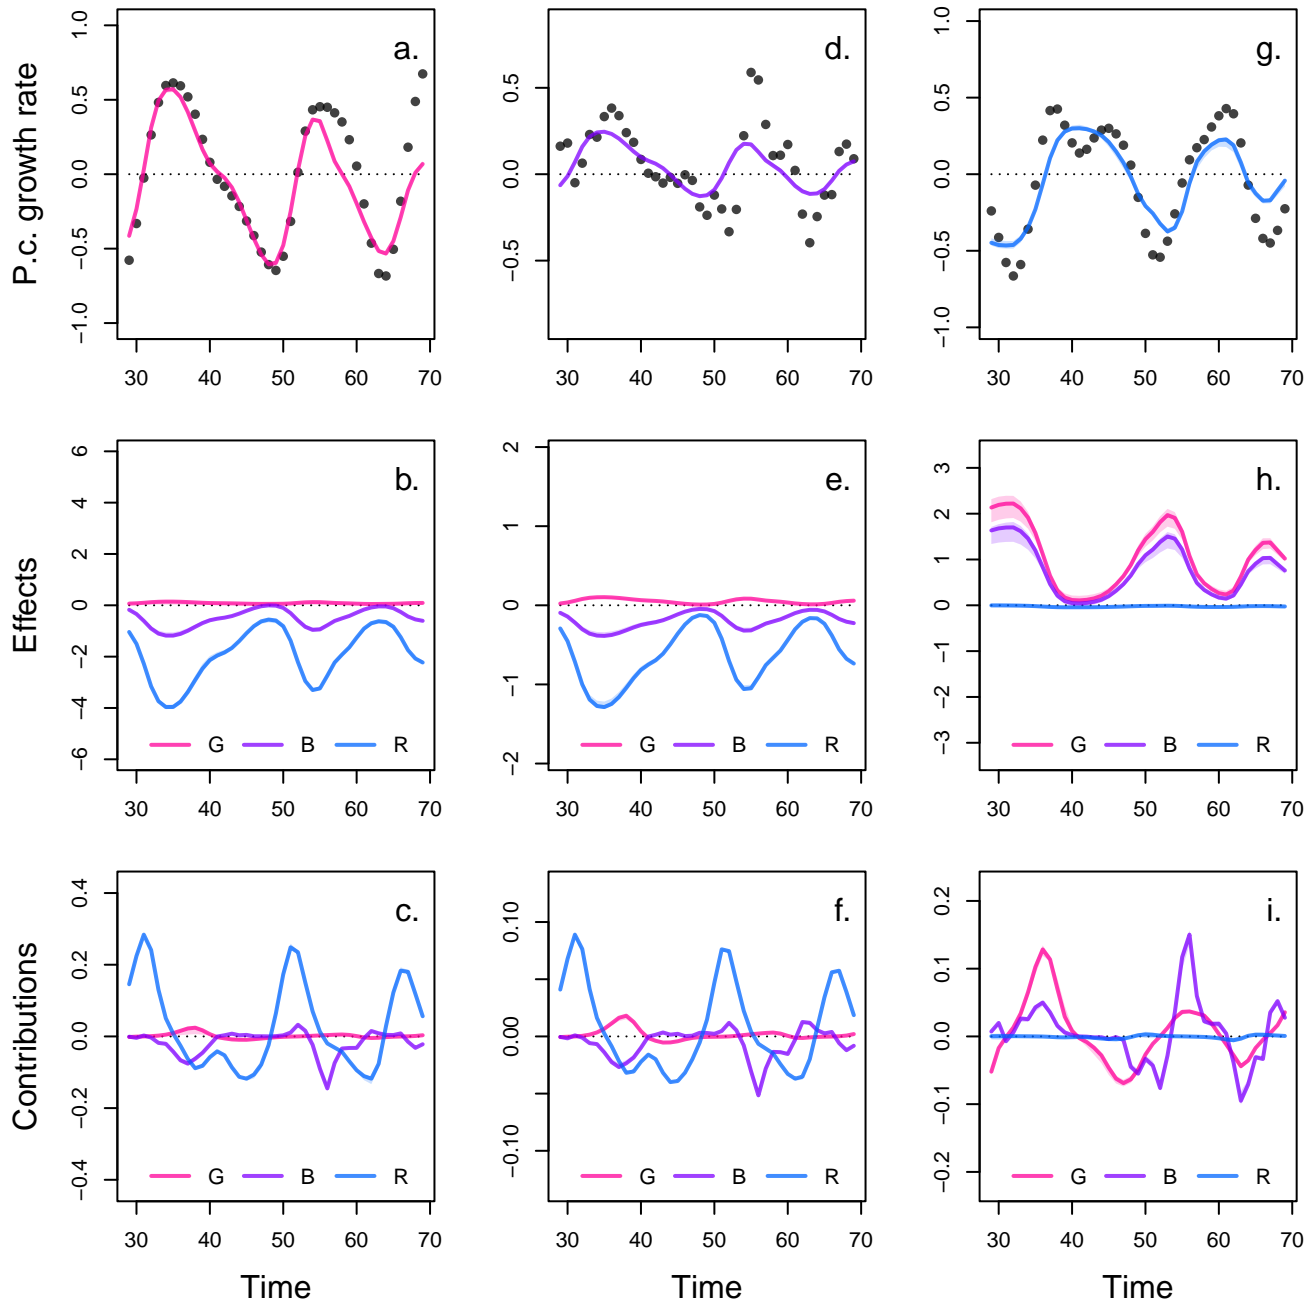 P.c. growth rate
a.
1.0
0.5
0.0
−0.5
−1.0
30 40 50 60 70
d.
0.5
0.0
−0.5
30 40 50 60 70
g.
1.0
0.5
0.0
−0.5
−1.0
30 40 50 60 70
Effects
b.
6
4
2
0
−2
−4
−6
G B R
30 40 50 60 70
e.
2
1
0
−1
−2
G B R
30 40 50 60 70
h.
3
2
1
0
−1
−2
−3
G B R
30 40 50 60 70
Contributions
c.
0.4
0.2
0.0
−0.2
−0.4
G B R
30 40 50 60 70
Time
f.
0.10
0.00
−0.10
G B R
30 40 50 60 70
Time
i.
0.2
0.1
0.0
−0.1
−0.2
G B R
30 40 50 60 70
Time